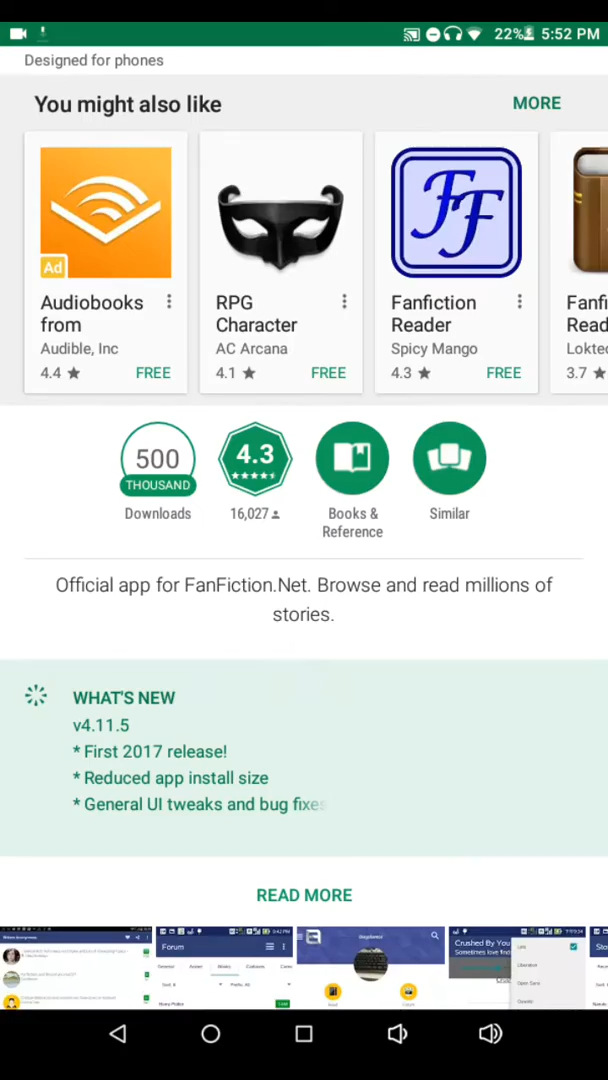 22% 5:52 PM
Designed for phones
You might also like
MORE
Ad
Audiobooks from
Audible, Inc
4.4 ★ FREE
RPG Character
AC Arcana
4.1 ★ FREE
FF
Fanfiction Reader
Spicy Mango
4.3 ★ FREE
Fanfi
Read
Loktec
3.7 ★
500
THOUSAND
Downloads
4.3
16,027
Books &
Reference
Similar
Official app for FanFiction.Net. Browse and read millions of
stories.
WHAT'S NEW
v4.11.5
* First 2017 release!
* Reduced app install size
* General UI tweaks and bug fixes
READ MORE
Forum
Crushed By You